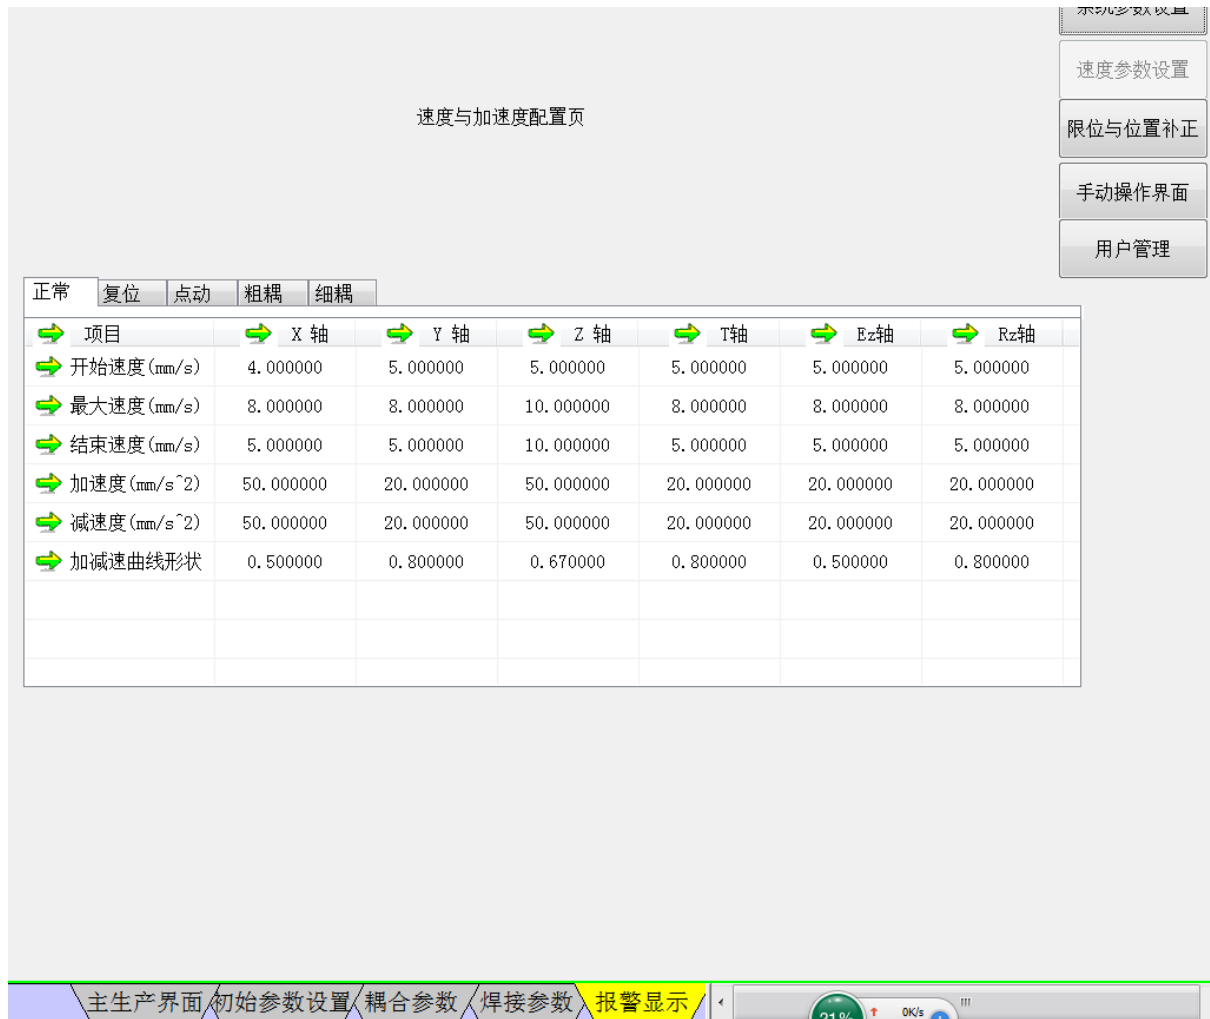 系统参数设置
速度参数设置
速度与加速度配置页
限位与位置补正
手动操作界面
用户管理
正常 复位 点动 粗耦 细耦
项目 X 轴 Y 轴 Z 轴 T轴 Ez轴 Rz轴
开始速度(mm/s) 4.000000 5.000000 5.000000 5.000000 5.000000 5.000000
最大速度(mm/s) 8.000000 8.000000 10.000000 8.000000 8.000000 8.000000
结束速度(mm/s) 5.000000 5.000000 10.000000 5.000000 5.000000 5.000000
加速度(mm/s^2) 50.000000 20.000000 50.000000 20.000000 20.000000 20.000000
减速度(mm/s^2) 50.000000 20.000000 50.000000 20.000000 20.000000 20.000000
加减速曲线形状 0.500000 0.800000 0.670000 0.800000 0.500000 0.800000
主生产界面 初始参数设置 耦合参数 焊接参数 报警显示 21% 0K/s